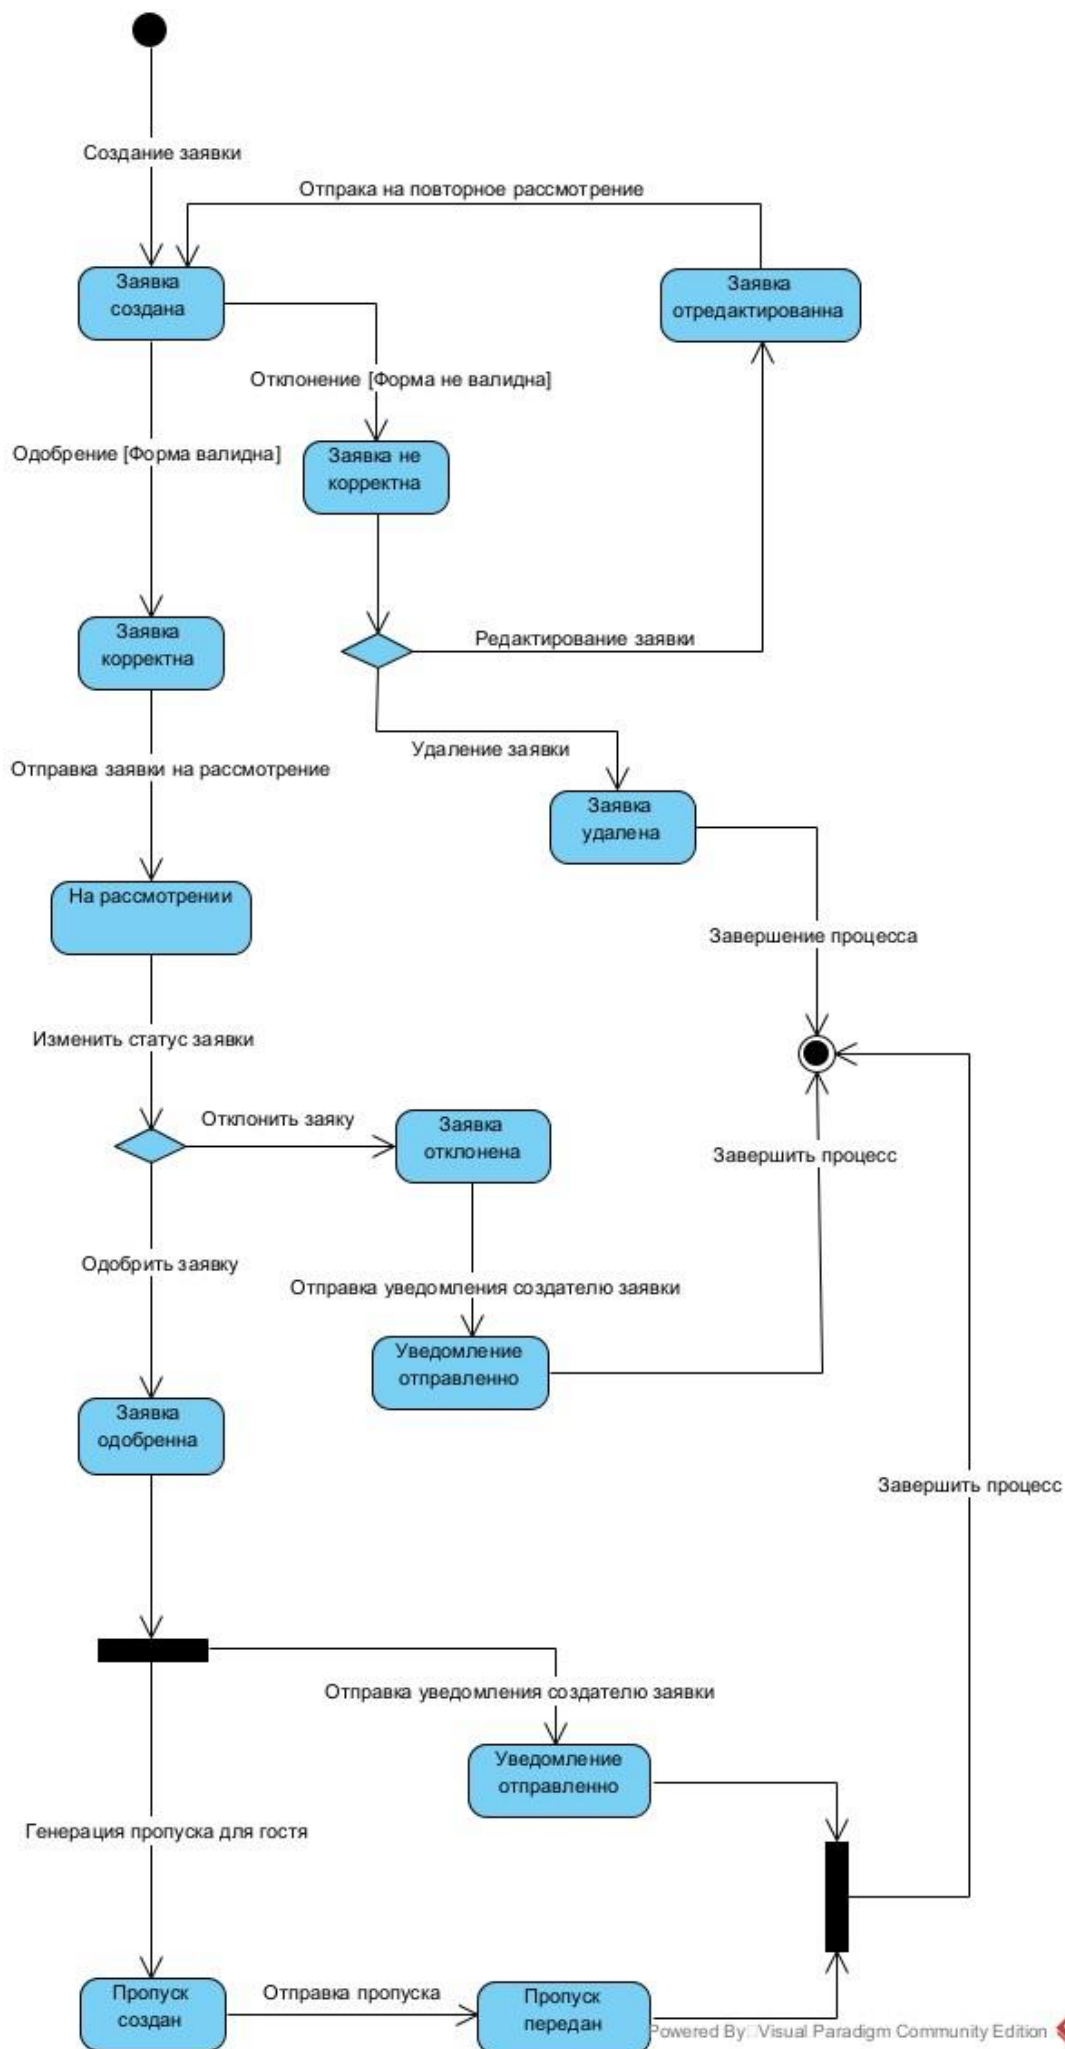 Создание заявки
Отпрака на повторное рассмотрение
Заявка
создана
Заявка
отредактированна
Отклонение [Форма не валидна]
Одобрение [Форма валидна]
Заявка не
корректна
Заявка
корректна
Редактирование заявки
Удаление заявки
Отправка заявки на рассмотрение
Заявка
удалена
На рассмотрении
Завершение процесса
Изменить статус заявки
Отклонить заяку
Заявка
отклонена
Завершить процесс
Одобрить заявку
Отправка уведомления создателю заявки
Уведомление
отправленно
Заявка
одобренна
Завершить процесс
Отправка уведомления создателю заявки
Уведомление
отправленно
Генерация пропуска для гостя
Пропуск
создан
Отправка пропуска
Пропуск
передан
Powered By Visual Paradigm Community Edition